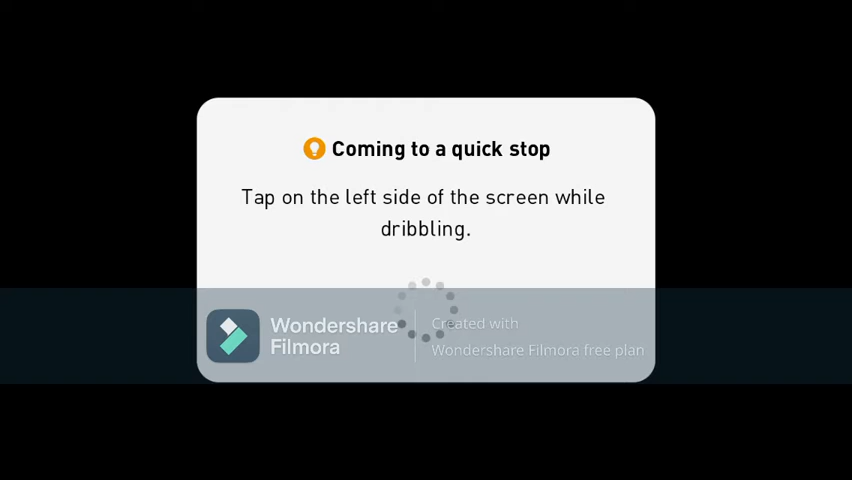 Coming to a quick stop
Tap on the left side of the screen while
dribbling.
Wondershare
Filmora
Created with
Wondershare Filmora free plan